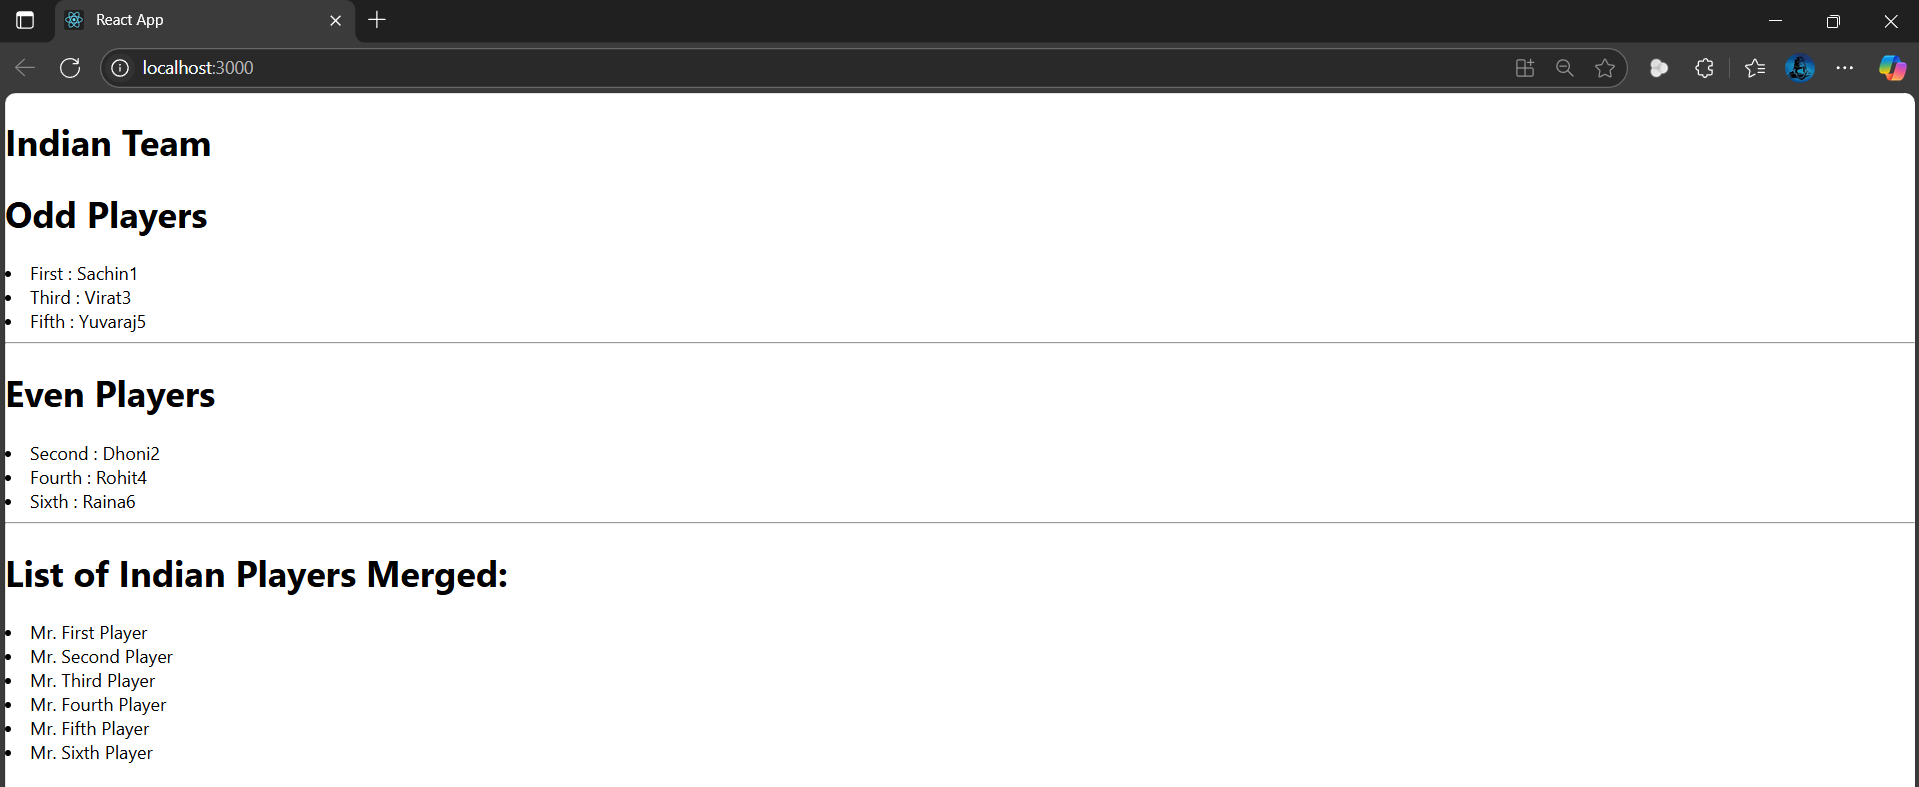 React App
localhost:3000
Indian Team
Odd Players
First : Sachin1
Third : Virat3
Fifth : Yuvaraj5
Even Players
Second : Dhoni2
Fourth : Rohit4
Sixth : Raina6
List of Indian Players Merged:
Mr. First Player
Mr. Second Player
Mr. Third Player
Mr. Fourth Player
Mr. Fifth Player
Mr. Sixth Player